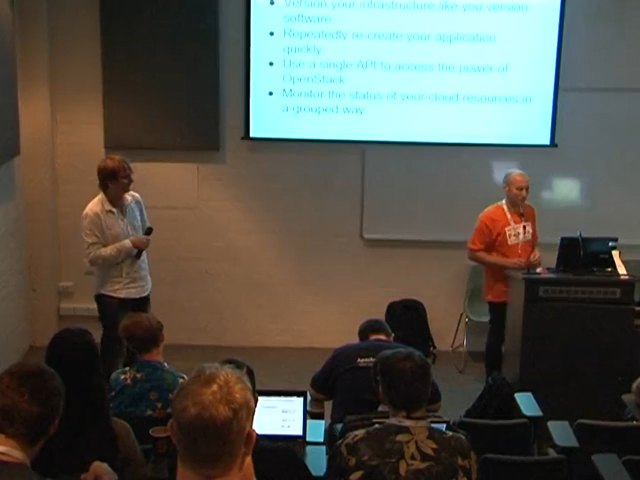 Version your infrastructure like you version
software.
Repeatedly re-create your application
quickly.
Use a single API to access the power of
OpenStack.
Monitor the status of your cloud resources in
a grouped way.